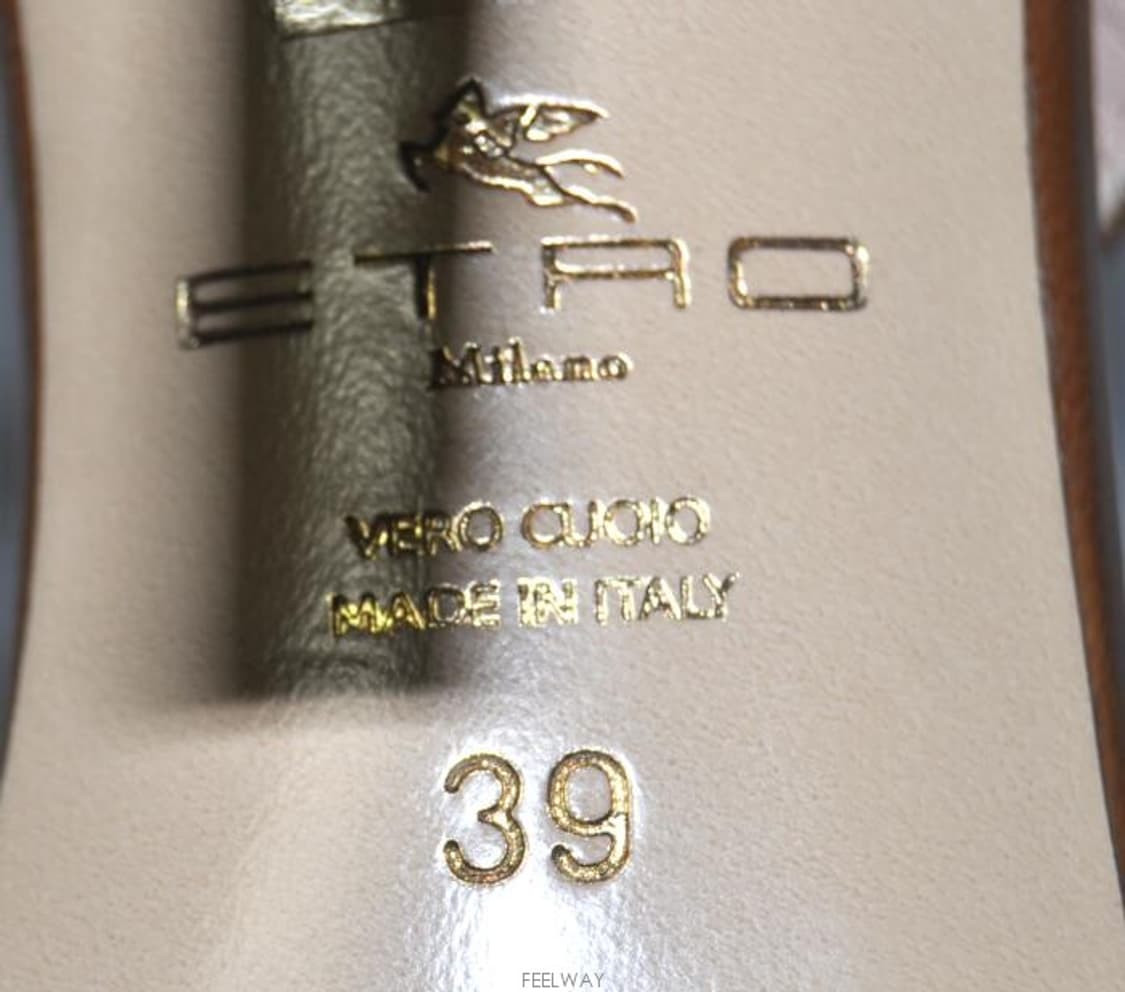 ETRO
Milano
VERO CUOIO
MADE IN ITALY
39
FEELWAY